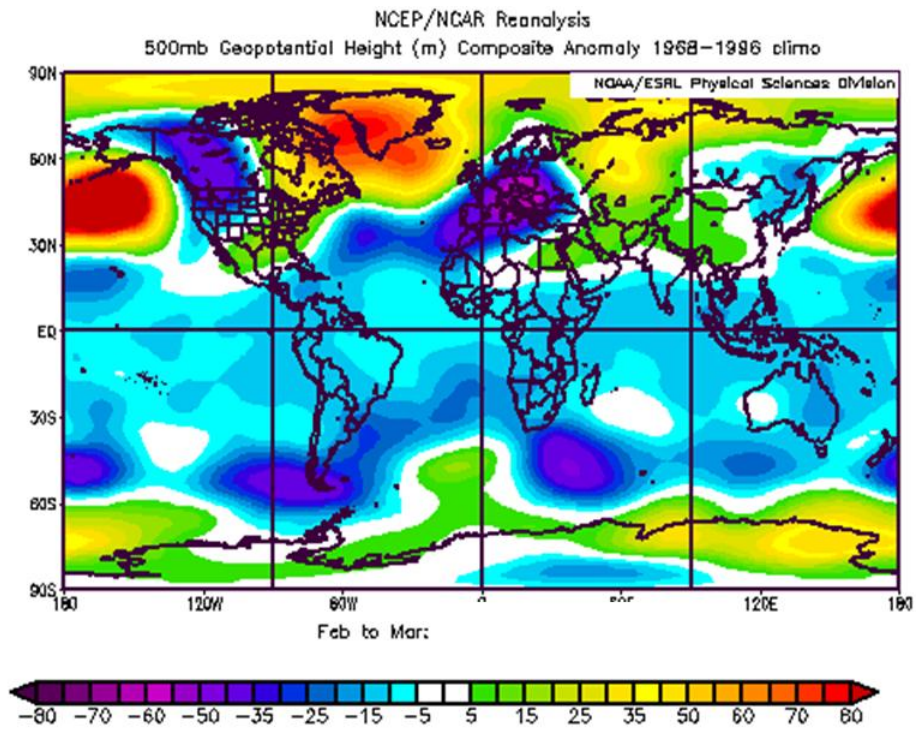 NCEP/NCAR Reanalysis
500mb Geopotential Height (m) Composite Anomaly 1968-1996 climo
NOAA/ESRL Physical Sciences Division
90N
60N
30N
EQ
30S
60S
90S
180 120W 60W 0 120E 180
Feb to Mar:
-80 -70 -60 -50 -35 -25 -15 -5 5 15 25 35 50 60 70 80